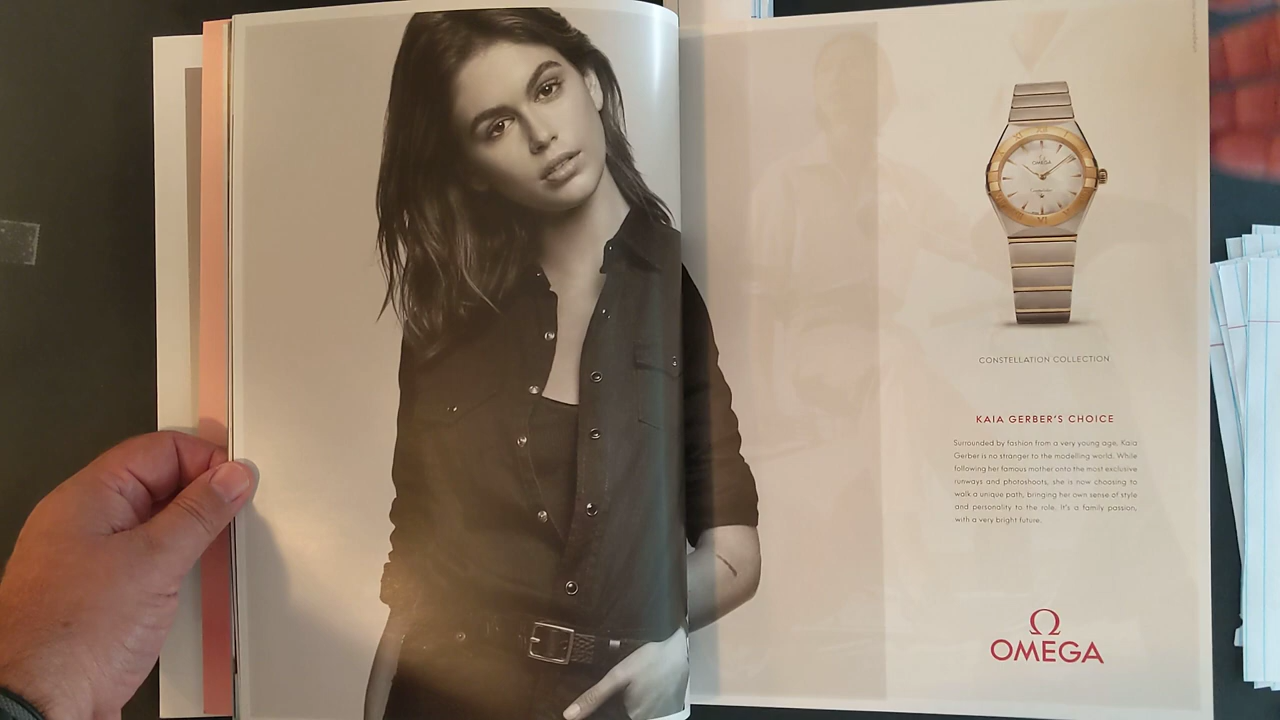 OMEGA
Constellation
CONSTELLATION COLLECTION
KAIA GERBER'S CHOICE
Surrounded by fashion from a very young age, Kaia
Gerber is no stranger to the modelling world. While
following her famous mother onto the most exclusive
runways and photoshoots, she is now choosing to
walk a unique path, bringing her own sense of style
and personality to the role. It's a family passion,
with a very bright future.
Ω
OMEGA